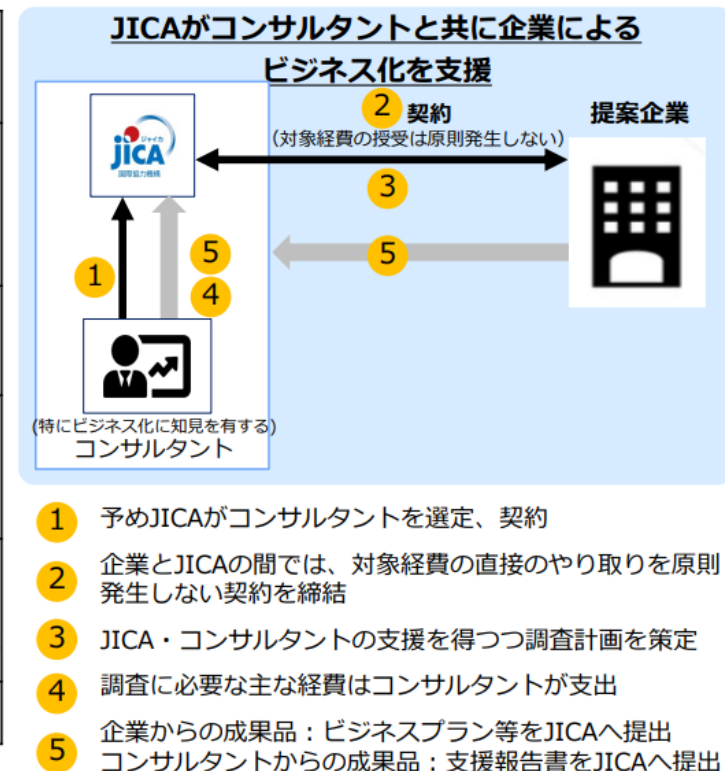 JICAがコンサルタントと共に企業による
ビジネス化を支援
2 契約
(対象経費の授受は原則発生しない)
提案企業
ジャイカ
jICA
国際協力機構
3
5
5
1
4
(特にビジネス化に知見を有する)
コンサルタント
1 予めJICAがコンサルタントを選定、契約
2 企業とJICAの間では、対象経費の直接のやり取りを原則
発生しない契約を締結
3 JICA・コンサルタントの支援を得つつ調査計画を策定
4 調査に必要な主な経費はコンサルタントが支出
5 企業からの成果品：ビジネスプラン等をJICAへ提出
コンサルタントからの成果品：支援報告書をJICAへ提出